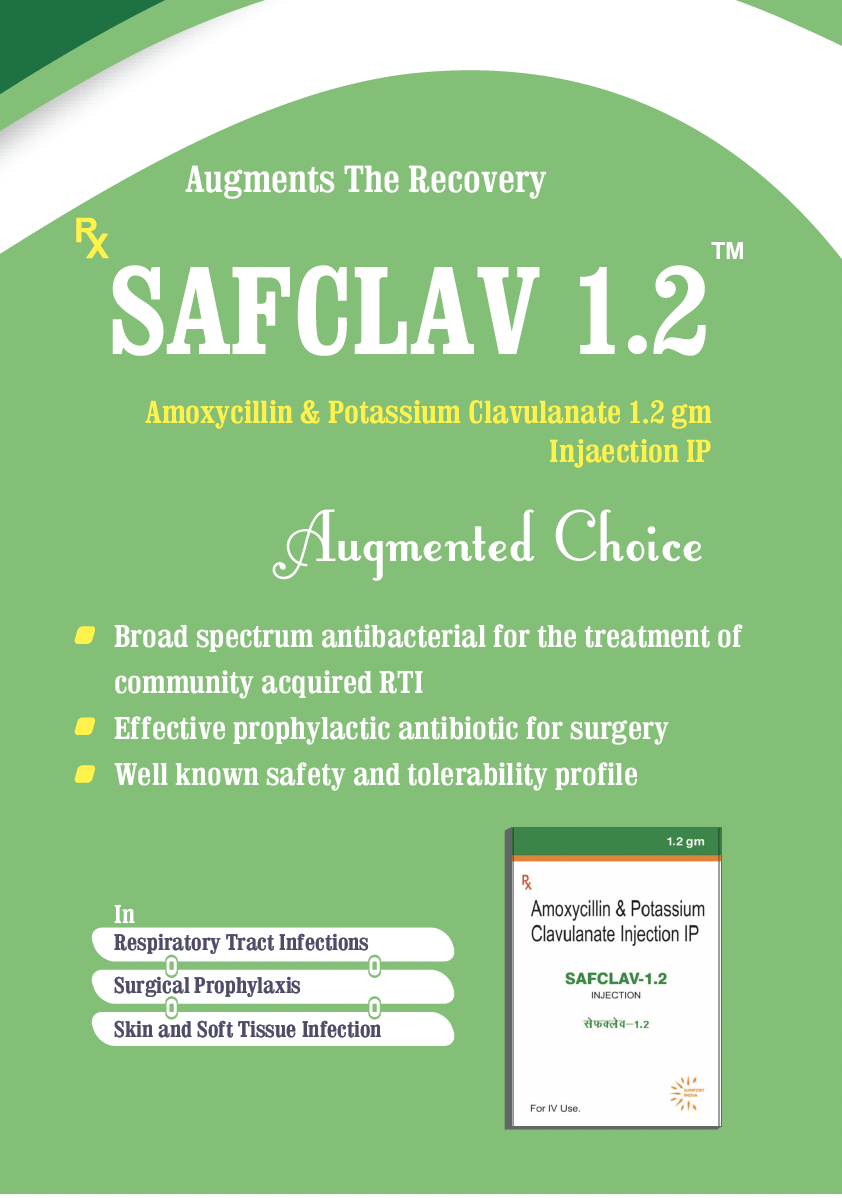 Augments The Recovery
Rx
SAFCLAV 1.2 TM
Amoxycillin & Potassium Clavulanate 1.2 gm
Injaection IP
Augmented Choice
Broad spectrum antibacterial for the treatment of
community acquired RTI
Effective prophylactic antibiotic for surgery
Well known safety and tolerability profile
In
Respiratory Tract Infections
Surgical Prophylaxis
Skin and Soft Tissue Infection
1.2 gm
Rx
Amoxycillin & Potassium
Clavulanate Injection IP
SAFCLAV-1.2
INJECTION
सेफक्लेव-1.2
SUNFORT
INDIA
For IV Use.